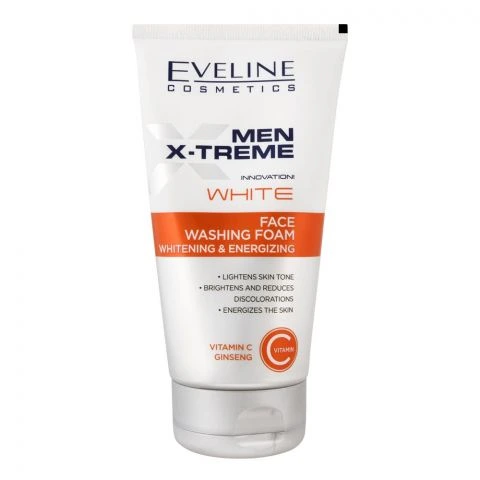 EVELINE
COSMETICS
X
MEN
X-TREME
INNOVATION!
WHITE
FACE
WASHING FOAM
WHITENING & ENERGIZING
• LIGHTENS SKIN TONE
• BRIGHTENS AND REDUCES
DISCOLORATIONS
• ENERGIZES THE SKIN
VITAMIN C
GINSENG
C
VITAMIN